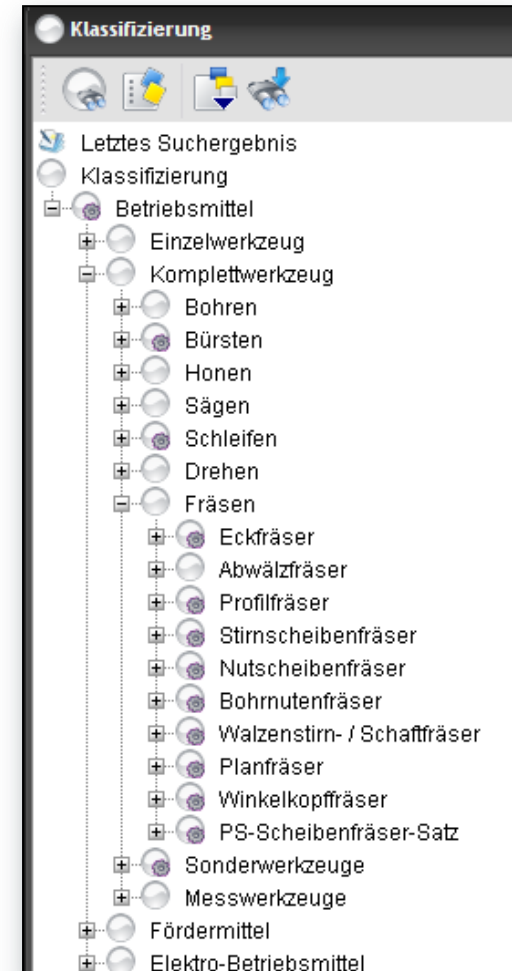 Klassifizierung
Letztes Suchergebnis
Klassifizierung
Betriebsmittel
Einzelwerkzeug
Komplettwerkzeug
Bohren
Bürsten
Honen
Sägen
Schleifen
Drehen
Fräsen
Eckfräser
Abwälzfräser
Profilfräser
Stirnscheibenfräser
Nutscheibenfräser
Bohrnutenfräser
Walzenstirn- / Schaftfräser
Planfräser
Winkelkopffräser
PS-Scheibenfräser-Satz
Sonderwerkzeuge
Messwerkzeuge
Fördermittel
Elektro-Betriebsmittel